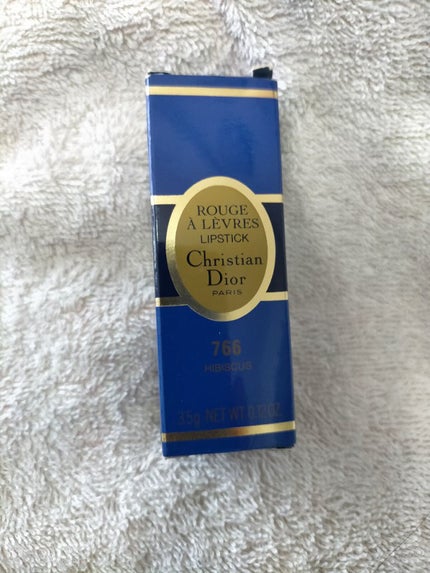 ROUGE
À LÈVRES
LIPSTICK
Christian
Dior
PARIS
766
HIBISCUS
3.5g NET WT. 0.12 OZ.